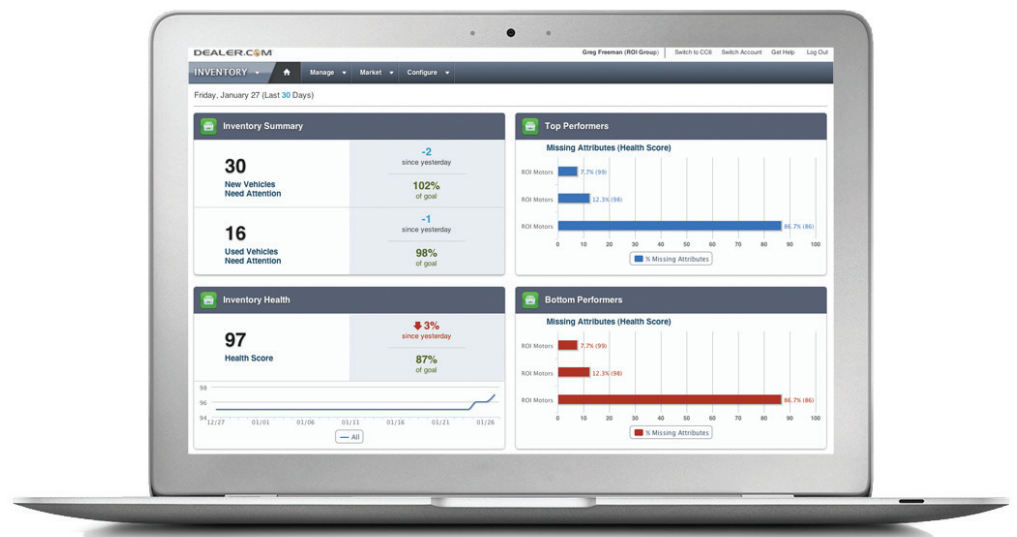 DEALER.COM
Greg Freeman (ROI Group) Switch to CC6 Switch Account Get Help Log Out
INVENTORY Manage Market Configure
Friday, January 27 (Last 30 Days)
Inventory Summary
30
New Vehicles
Need Attention
-2
since yesterday
102%
of goal
16
Used Vehicles
Need Attention
-1
since yesterday
98%
of goal
Top Performers
Missing Attributes (Health Score)
ROI Motors 7.7% (99)
ROI Motors 12.3% (98)
ROI Motors 86.7% (86)
0 10 20 30 40 50 60 70 80 90 100
% Missing Attributes
Inventory Health
97
Health Score
3%
since yesterday
87%
of goal
98
96
94
12/27 01/01 01/06 01/11 01/16 01/21 01/26
All
Bottom Performers
Missing Attributes (Health Score)
ROI Motors 7.7% (99)
ROI Motors 12.3% (98)
ROI Motors 86.7% (86)
0 10 20 30 40 50 60 70 80 90 100
% Missing Attributes